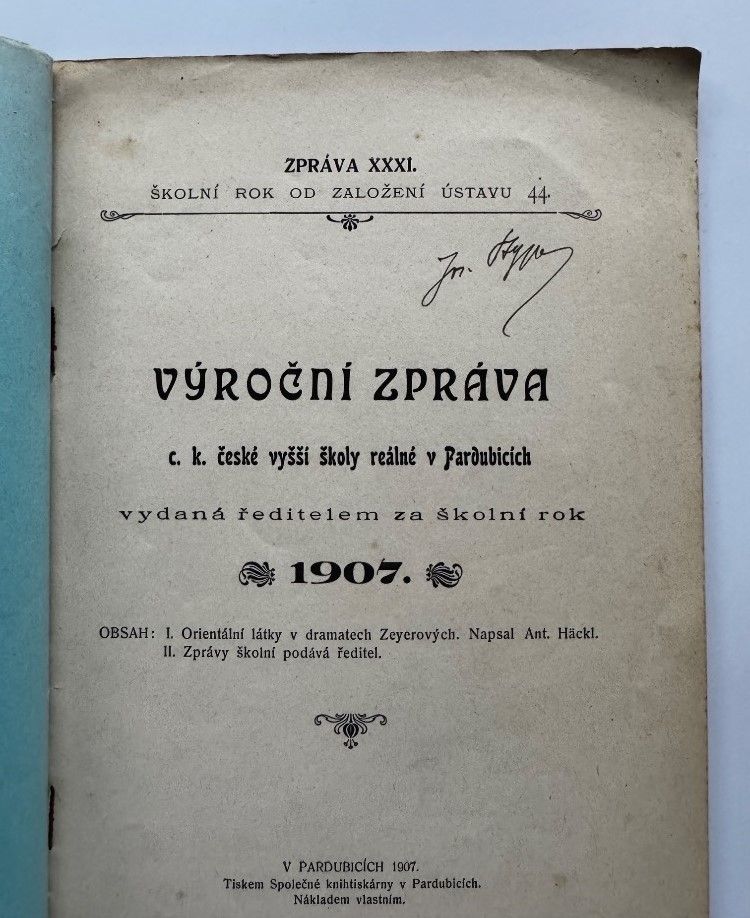 ZPRÁVA XXXI.
ŠKOLNÍ ROK OD ZALOŽENÍ ÚSTAVU 44.
VÝROČNÍ ZPRÁVA
c. k. české vyšší školy reálné v Pardubicích
vydaná ředitelem za školní rok
1907.
OBSAH: I. Orientální látky v dramatech Zeyerových. Napsal Ant. Häckl.
II. Zprávy školní podává ředitel.
V PARDUBICÍCH 1907.
Tiskem Společné knihtiskárny v Pardubicích.
Nákladem vlastním.